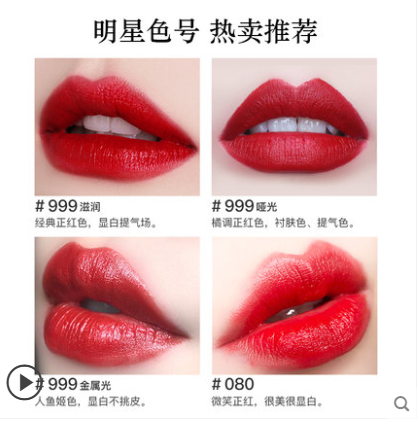 明星色号 热卖推荐
# 999 滋润
经典正红色，显白提气场。
# 999 哑光
橘调正红色，衬肤色、提气色。
# 999 金属光
人鱼姬色，显白不挑皮。
# 080
微笑正红，很美很显白。